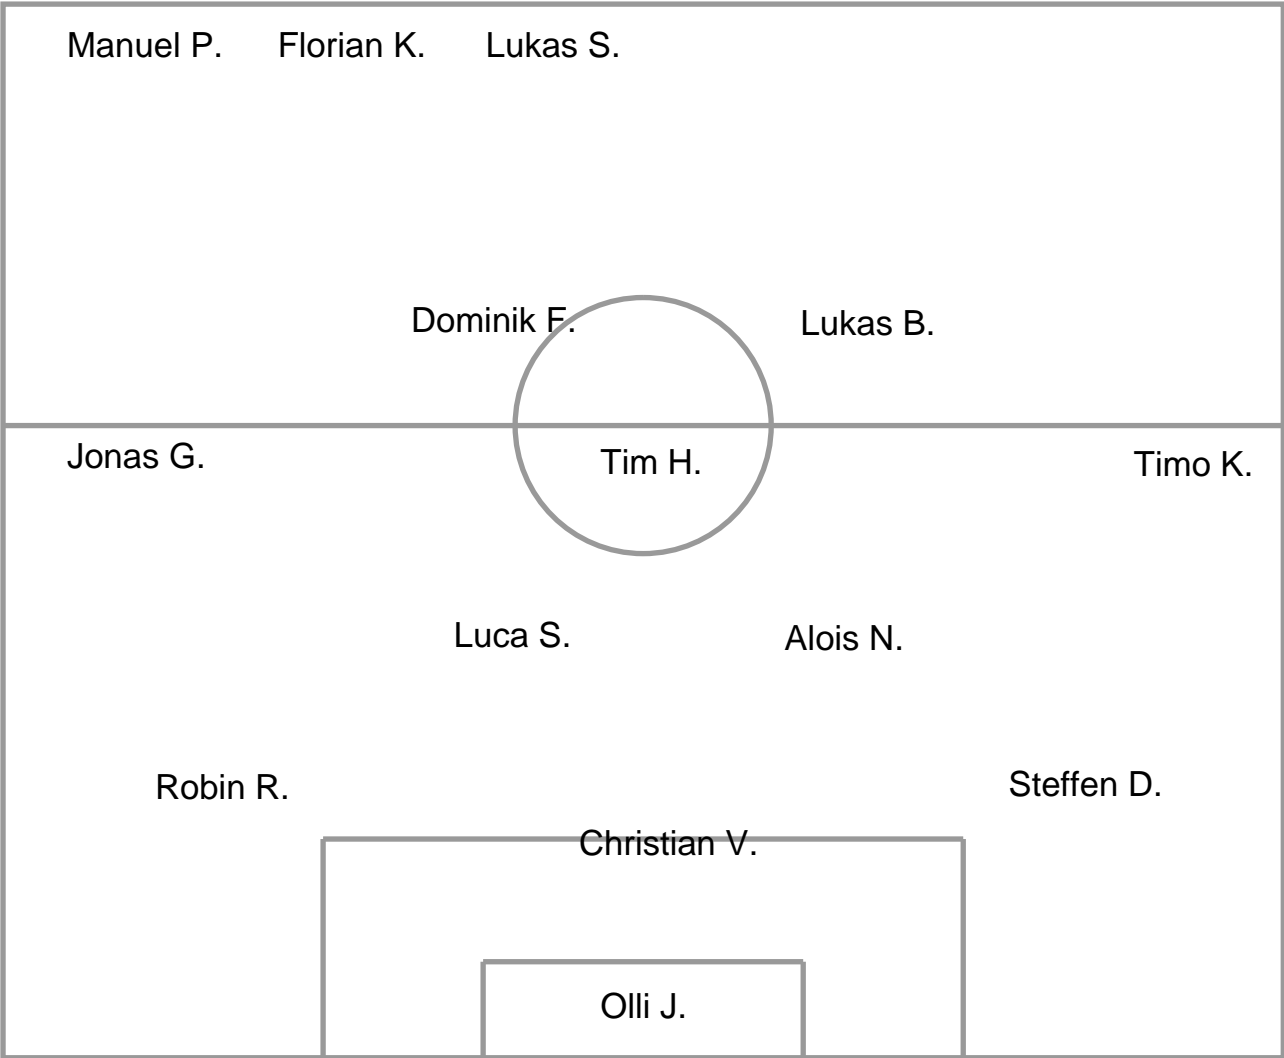 Manuel P. Florian K. Lukas S.
Dominik F. Lukas B.
Jonas G. Tim H. Timo K.
Luca S. Alois N.
Robin R. Steffen D.
Christian V.
Olli J.